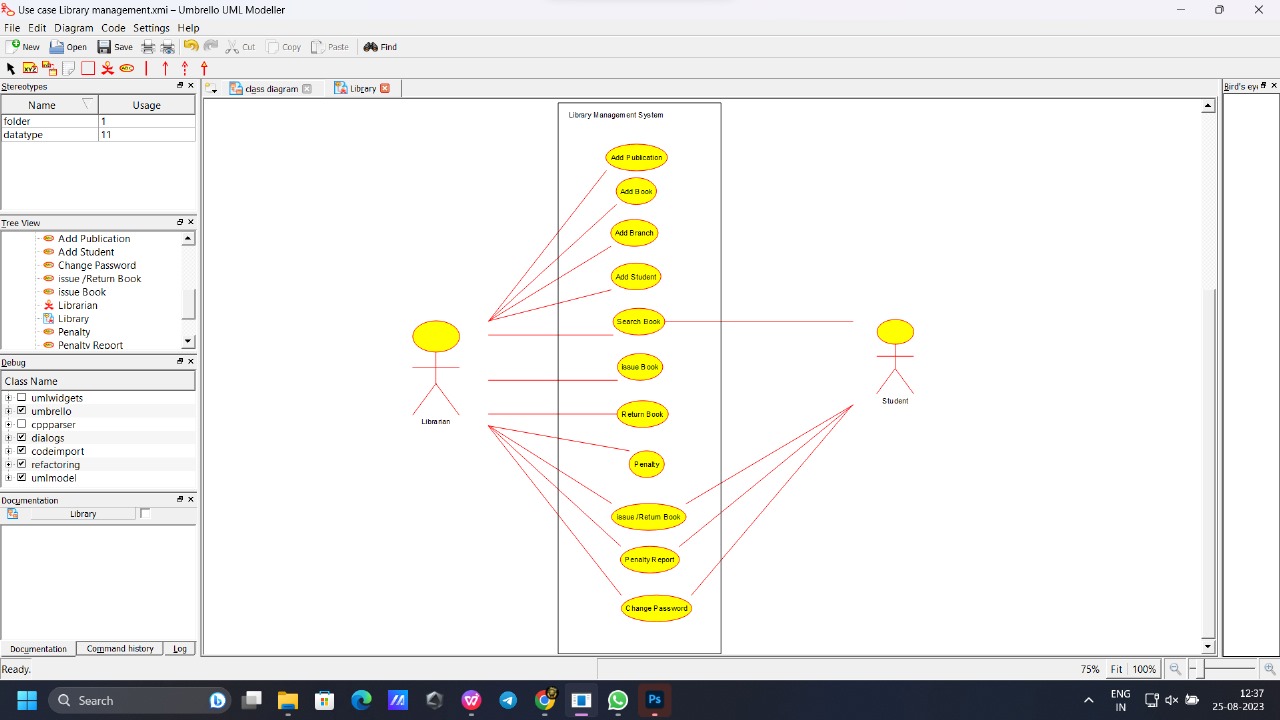 Use case Library management.xmi – Umbrello UML Modeller
File Edit Diagram Code Settings Help
New Open Save Cut Copy Paste Find
Stereotypes
Name Usage
folder 1
datatype 11
Tree View
Add Publication
Add Student
Change Password
issue /Return Book
issue Book
Librarian
Library
Penalty
Penalty Report
Debug
Class Name
umlwidgets
umbrello
cppparser
dialogs
codeimport
refactoring
umlmodel
Documentation
Library
Documentation Command history Log
class diagram Library
Library Management System
Add Publication
Add Book
Add Branch
Add Student
Search Book
issue Book
Return Book
Penalty
issue /Return Book
Penalty Report
Change Password
Librarian
Student
Bird's eye
Ready.
75% Fit 100%
Search
Ps
ENG
IN
12:37
25-08-2023